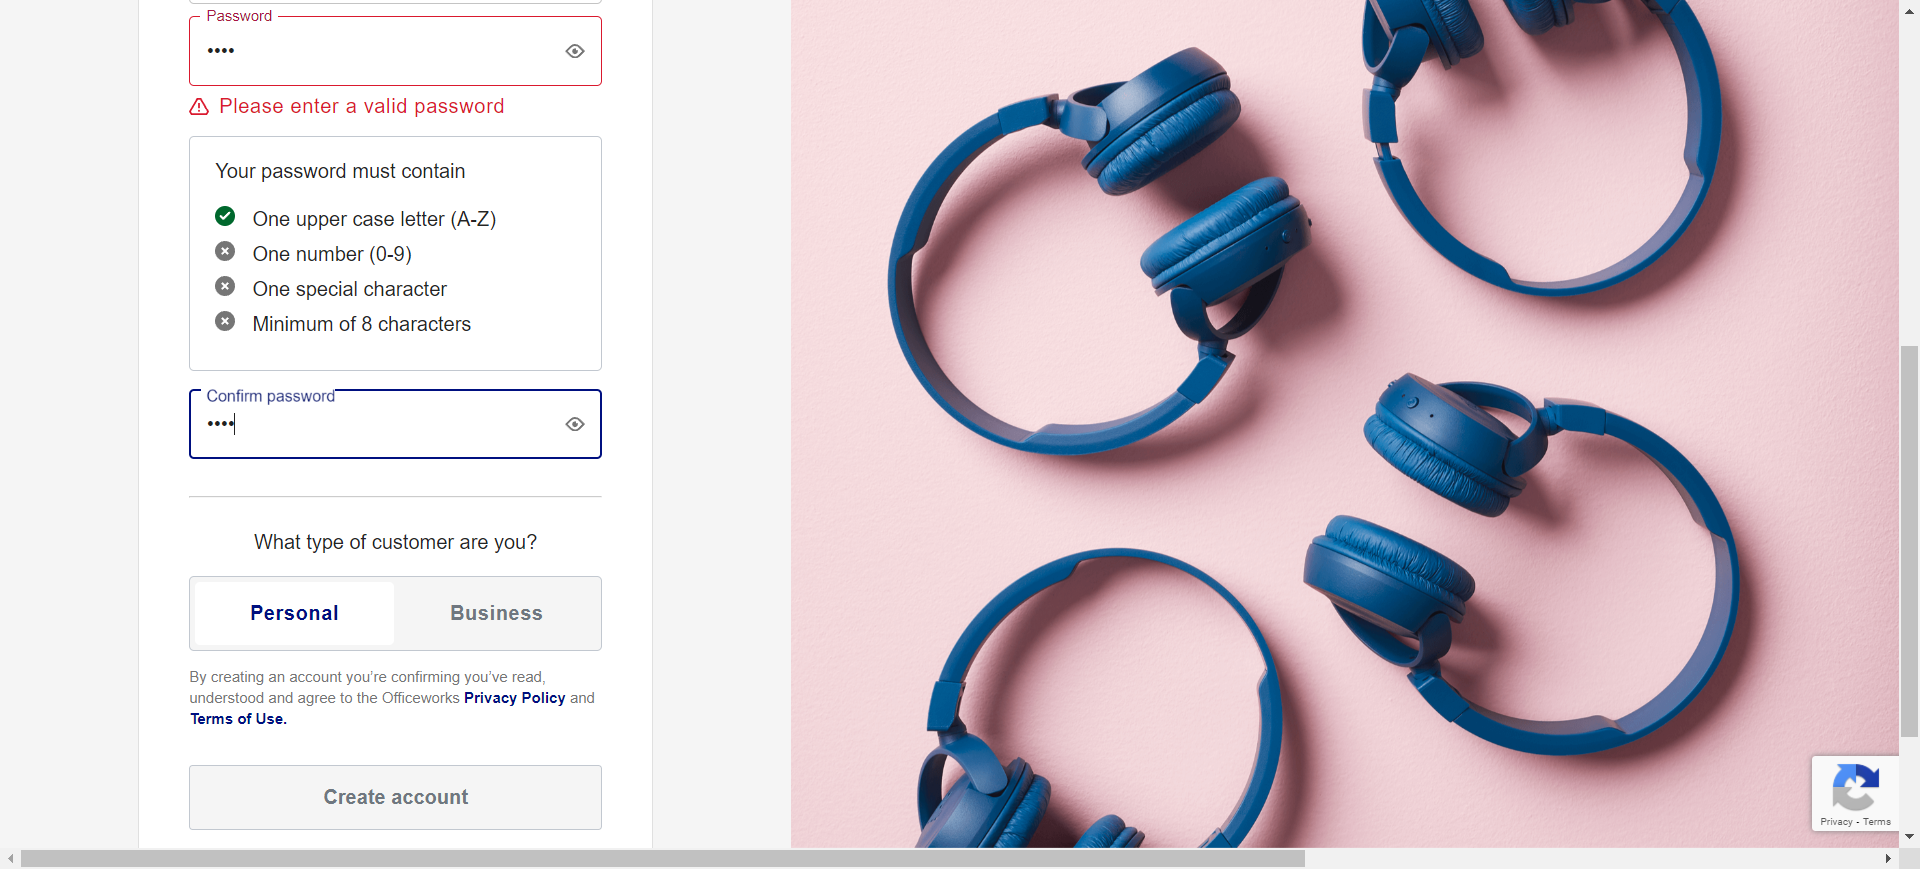 Password
••••
Please enter a valid password
Your password must contain
One upper case letter (A-Z)
One number (0-9)
One special character
Minimum of 8 characters
Confirm password
••••
What type of customer are you?
Personal Business
By creating an account you’re confirming you’ve read,
understood and agree to the Officeworks Privacy Policy and
Terms of Use.
Create account
Privacy - Terms